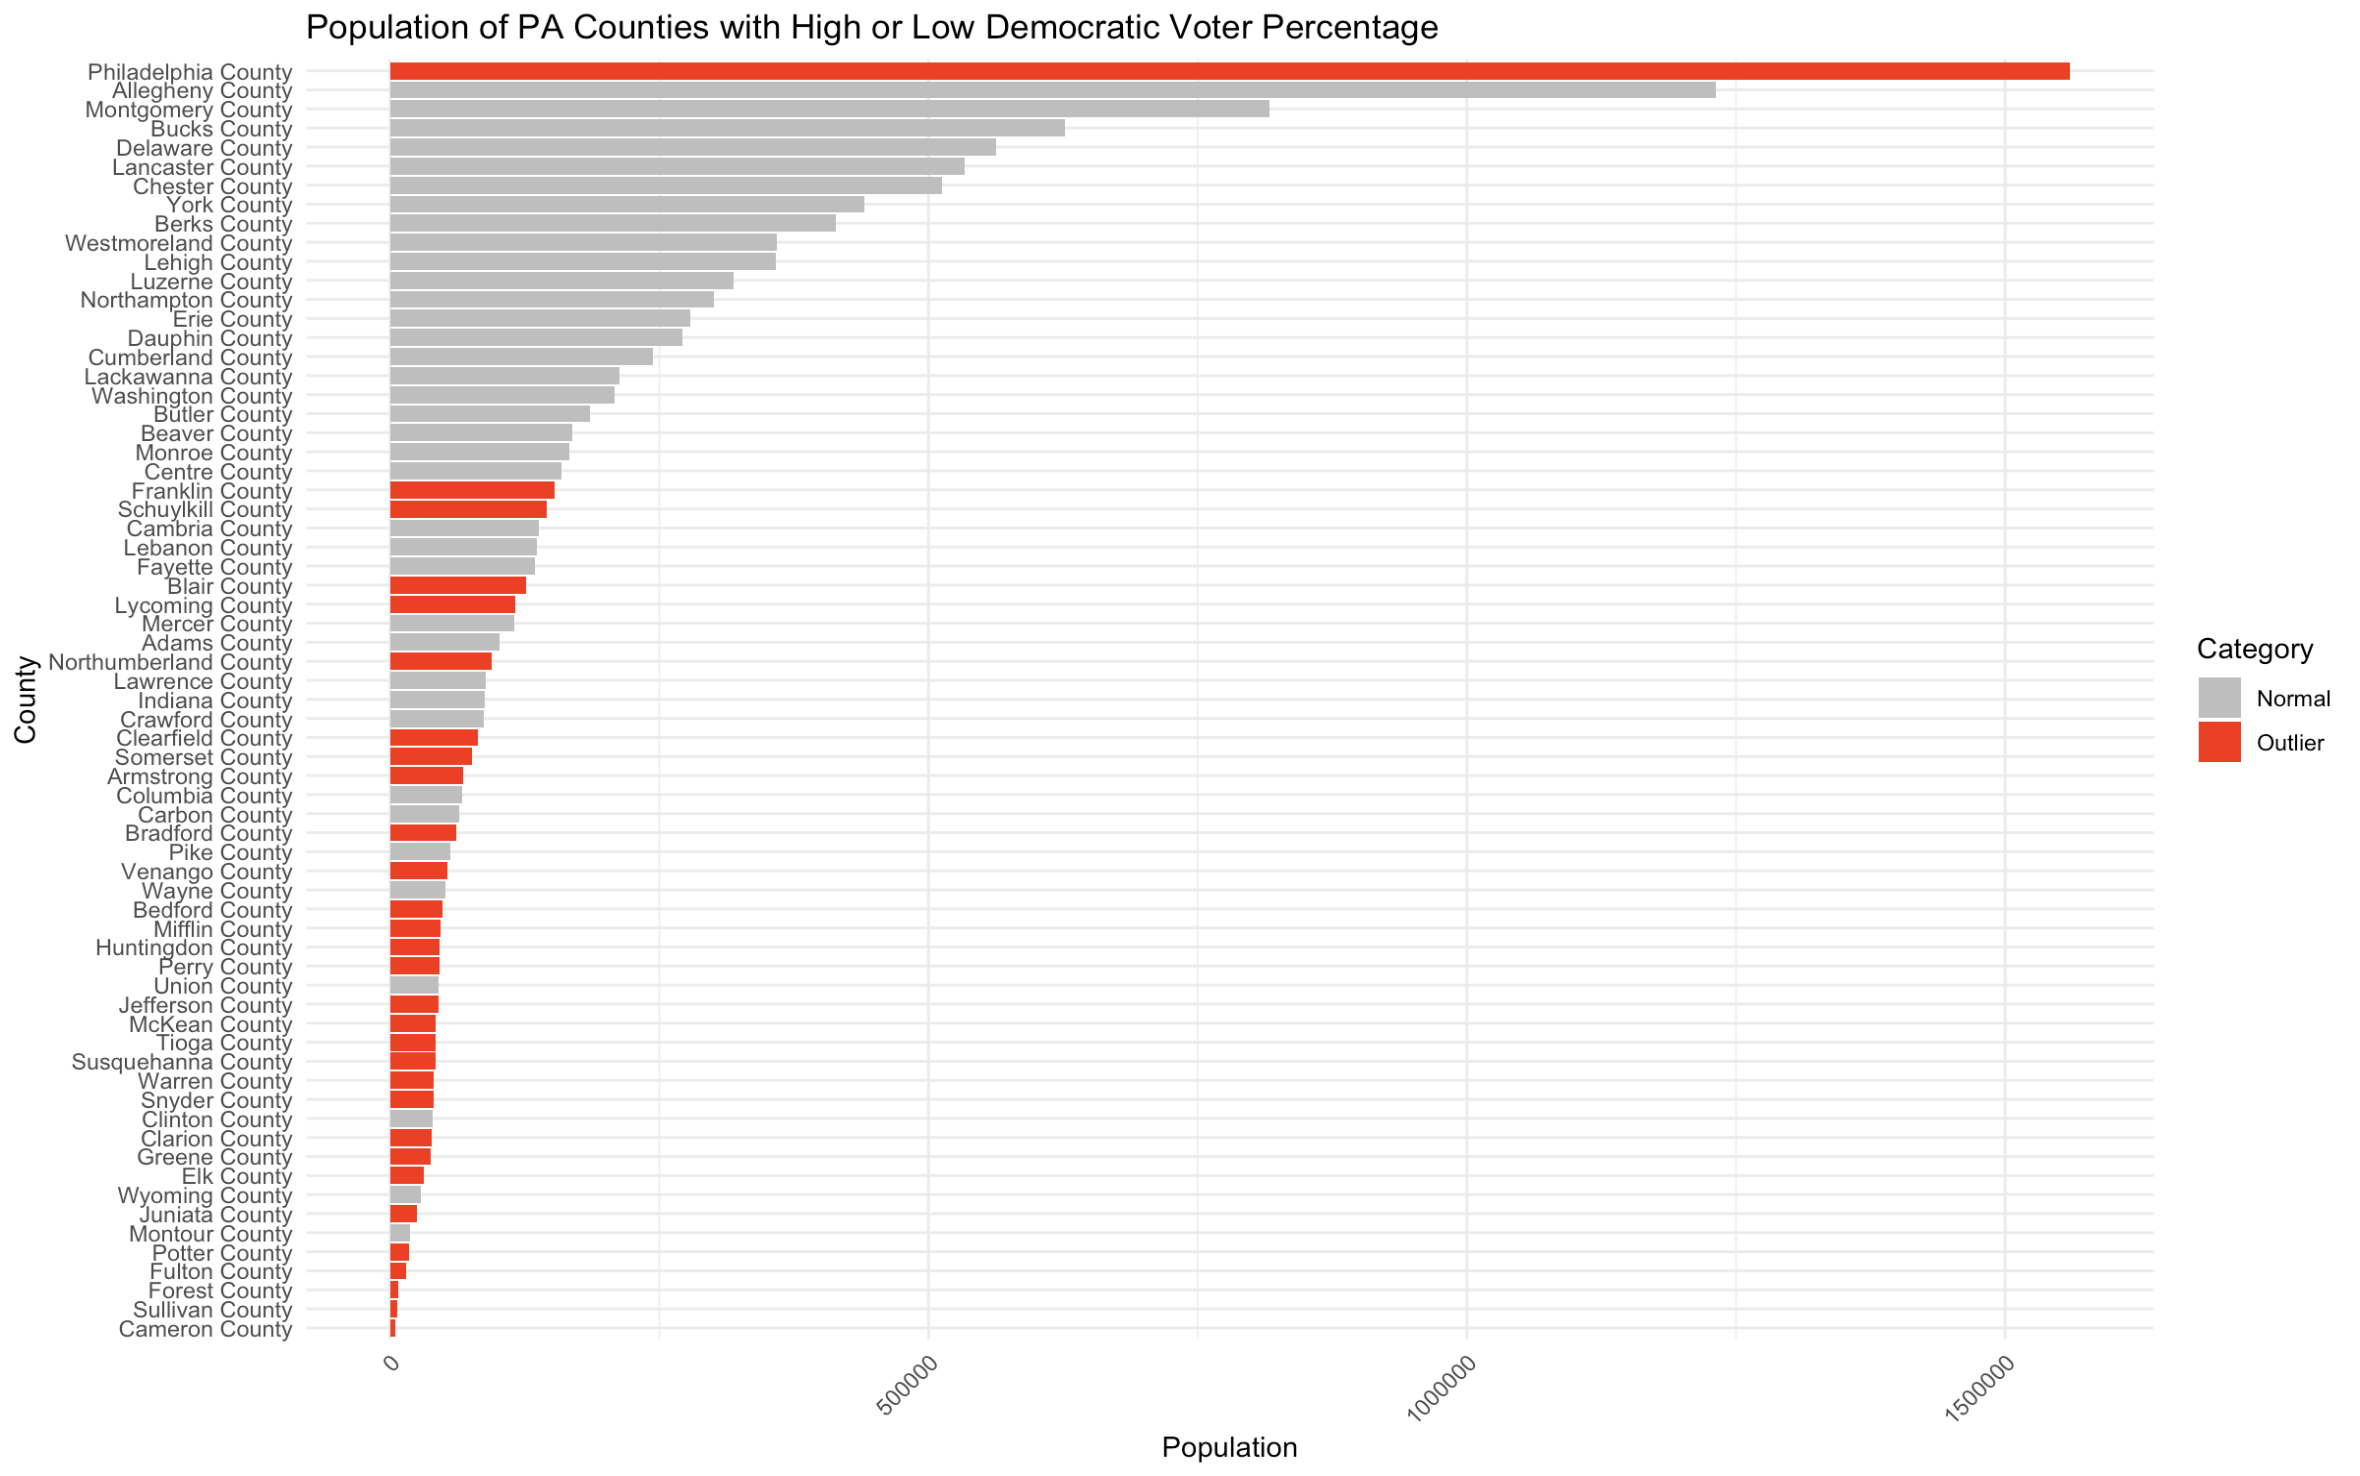 Population of PA Counties with High or Low Democratic Voter Percentage
Philadelphia County
Allegheny County
Montgomery County
Bucks County
Delaware County
Lancaster County
Chester County
York County
Berks County
Westmoreland County
Lehigh County
Luzerne County
Northampton County
Erie County
Dauphin County
Cumberland County
Lackawanna County
Washington County
Butler County
Beaver County
Monroe County
Centre County
Franklin County
Schuylkill County
Cambria County
Lebanon County
Fayette County
Blair County
Lycoming County
Mercer County
Adams County
Northumberland County
Lawrence County
Indiana County
Crawford County
Clearfield County
Somerset County
Armstrong County
Columbia County
Carbon County
Bradford County
Pike County
Venango County
Wayne County
Bedford County
Mifflin County
Huntingdon County
Perry County
Union County
Jefferson County
McKean County
Tioga County
Susquehanna County
Warren County
Snyder County
Clinton County
Clarion County
Greene County
Elk County
Wyoming County
Juniata County
Montour County
Potter County
Fulton County
Forest County
Sullivan County
Cameron County
County
0
500000
1000000
1500000
Population
Category
Normal
Outlier